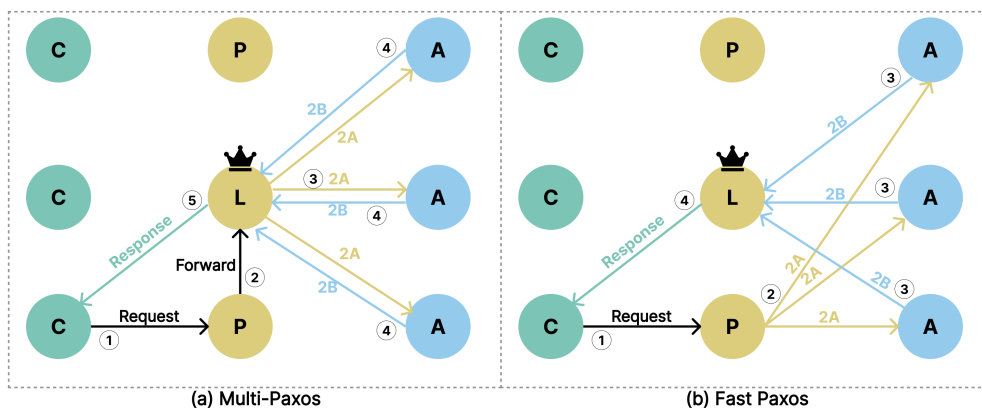 C P 4 A
2B
2A
C 5 L 3 2A A
2B 4
Response
Forward 2
2A
2B
C Request P 4 A
1
(a) Multi-Paxos
C P A
3
2B
C 4 L 2B 3 A
Response
2A 2A 2B 3
2
C Request P 2A A
1
(b) Fast Paxos